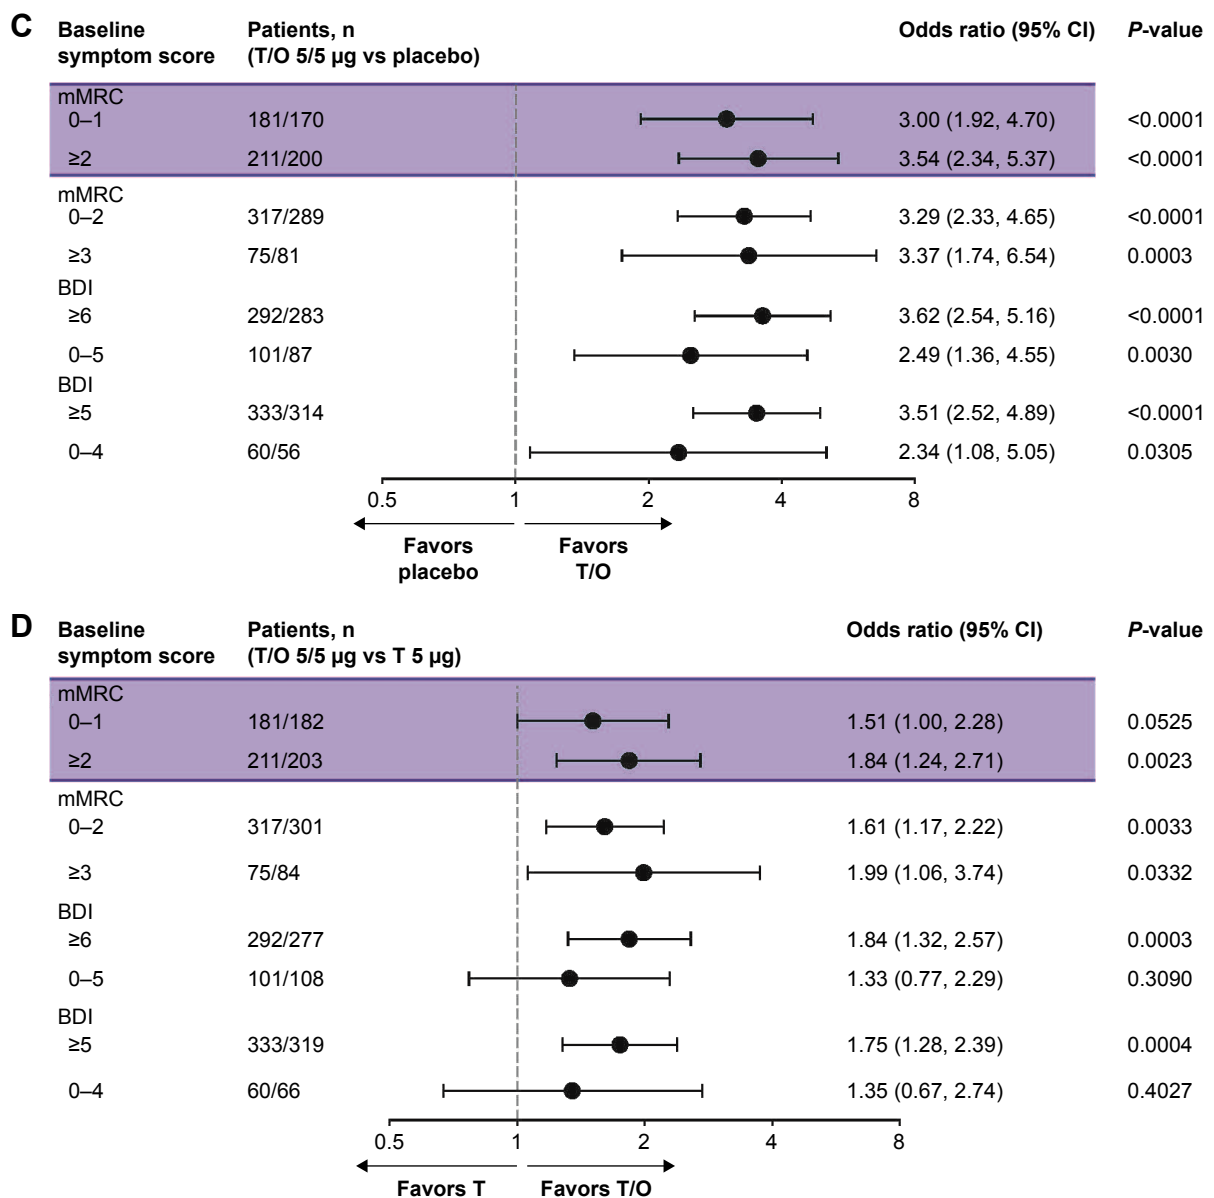 C Baseline Patients, n Odds ratio (95% CI) P-value
symptom score (T/O 5/5 µg vs placebo)
mMRC
0–1 181/170 3.00 (1.92, 4.70) <0.0001
≥2 211/200 3.54 (2.34, 5.37) <0.0001
mMRC
0–2 317/289 3.29 (2.33, 4.65) <0.0001
≥3 75/81 3.37 (1.74, 6.54) 0.0003
BDI
≥6 292/283 3.62 (2.54, 5.16) <0.0001
0–5 101/87 2.49 (1.36, 4.55) 0.0030
BDI
≥5 333/314 3.51 (2.52, 4.89) <0.0001
0–4 60/56 2.34 (1.08, 5.05) 0.0305
0.5 1 2 4 8
Favors Favors
placebo T/O
D Baseline Patients, n Odds ratio (95% CI) P-value
symptom score (T/O 5/5 µg vs T 5 µg)
mMRC
0–1 181/182 1.51 (1.00, 2.28) 0.0525
≥2 211/203 1.84 (1.24, 2.71) 0.0023
mMRC
0–2 317/301 1.61 (1.17, 2.22) 0.0033
≥3 75/84 1.99 (1.06, 3.74) 0.0332
BDI
≥6 292/277 1.84 (1.32, 2.57) 0.0003
0–5 101/108 1.33 (0.77, 2.29) 0.3090
BDI
≥5 333/319 1.75 (1.28, 2.39) 0.0004
0–4 60/66 1.35 (0.67, 2.74) 0.4027
0.5 1 2 4 8
Favors T Favors T/O